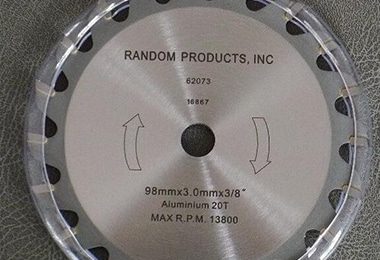 RANDOM PRODUCTS, INC
62073
16867
98mmx3.0mmx3/8"
Aluminium 20T
MAX R.P.M. 13800